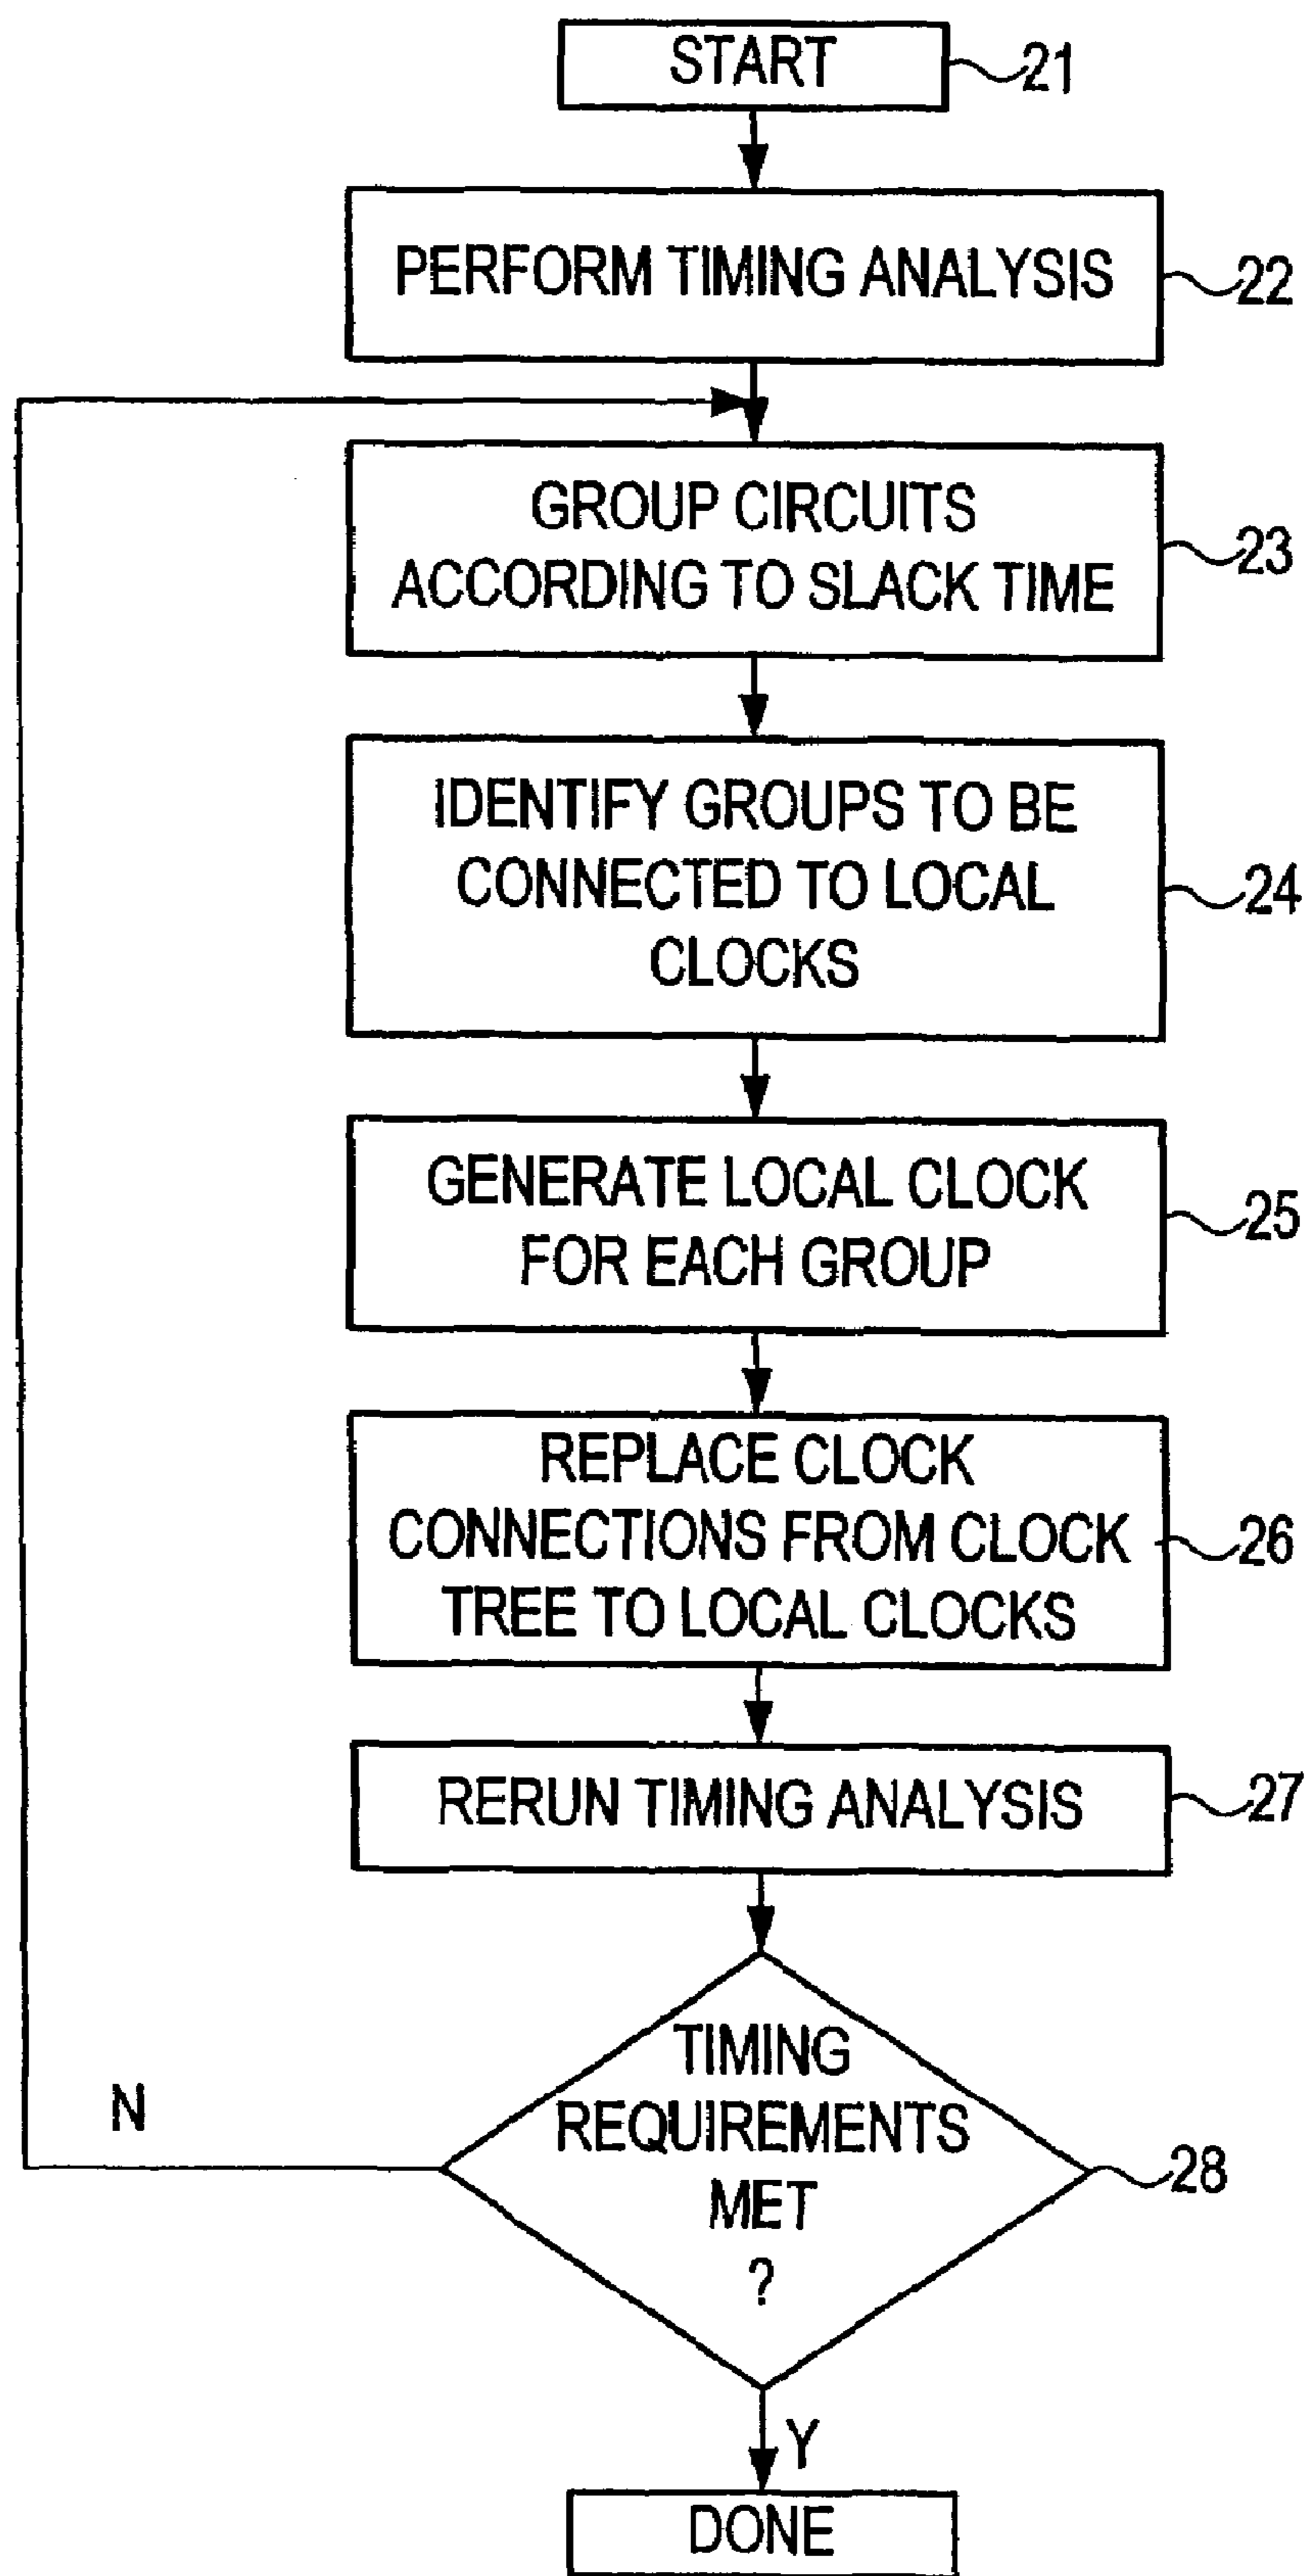 START
21
PERFORM TIMING ANALYSIS
22
GROUP CIRCUITS
ACCORDING TO SLACK TIME
23
IDENTIFY GROUPS TO BE
CONNECTED TO LOCAL
CLOCKS
24
GENERATE LOCAL CLOCK
FOR EACH GROUP
25
REPLACE CLOCK
CONNECTIONS FROM CLOCK
TREE TO LOCAL CLOCKS
26
RERUN TIMING ANALYSIS
27
TIMING
REQUIREMENTS
MET
?
28
N
Y
DONE